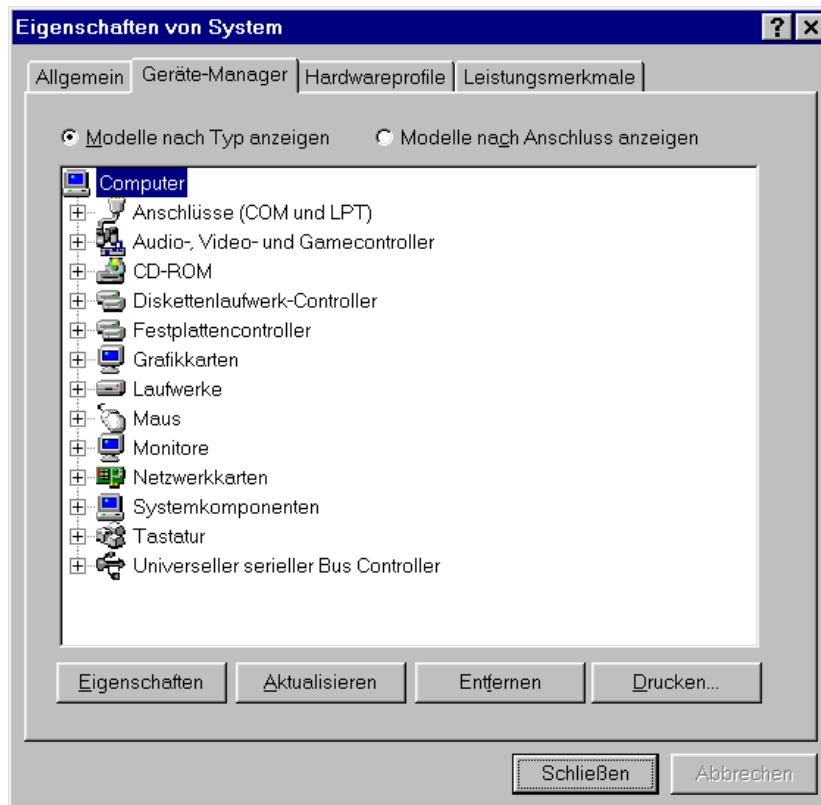 Eigenschaften von System
Allgemein Geräte-Manager Hardwareprofile Leistungsmerkmale
Modelle nach Typ anzeigen Modelle nach Anschluss anzeigen
Computer
Anschlüsse (COM und LPT)
Audio-, Video- und Gamecontroller
CD-ROM
Diskettenlaufwerk-Controller
Festplattencontroller
Grafikkarten
Laufwerke
Maus
Monitore
Netzwerkkarten
Systemkomponenten
Tastatur
Universeller serieller Bus Controller
Eigenschaften Aktualisieren Entfernen Drucken...
Schließen Abbrechen